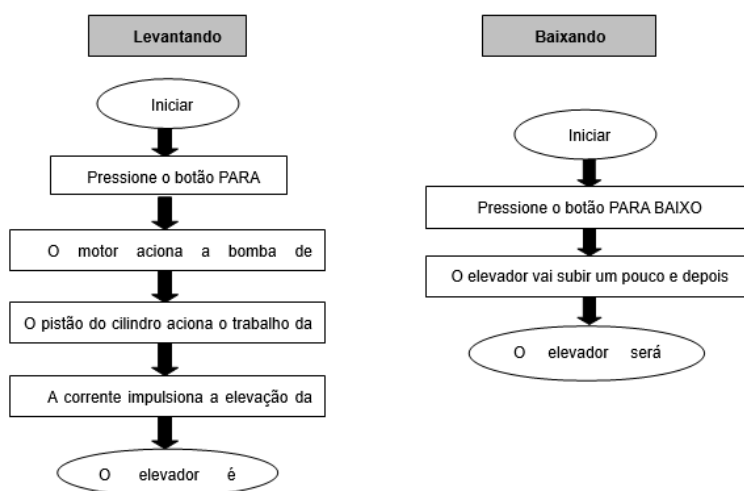 Levantando
Iniciar
Pressione o botão PARA
O motor aciona a bomba de
O pistão do cilindro aciona o trabalho da
A corrente impulsiona a elevação da
O elevador é
Baixando
Iniciar
Pressione o botão PARA BAIXO
O elevador vai subir um pouco e depois
O elevador será